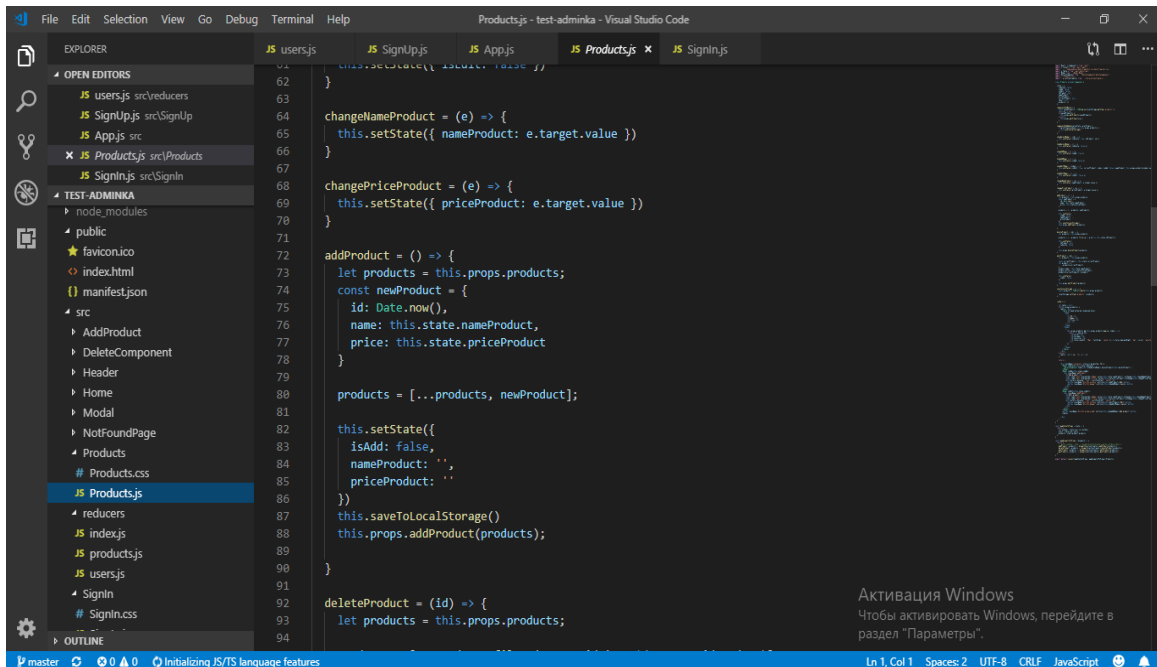 File Edit Selection View Go Debug Terminal Help Products.js - test-adminka - Visual Studio Code
EXPLORER
OPEN EDITORS
JS users.js src\reducers
JS SignUp.js src\SignUp
JS App.js src
JS Products.js src\Products
JS SignIn.js src\SignIn
TEST-ADMINKA
node_modules
public
favicon.ico
index.html
{} manifest.json
src
AddProduct
DeleteComponent
Header
Home
Modal
NotFoundPage
Products
# Products.css
JS Products.js
reducers
JS index.js
JS products.js
JS users.js
SignIn
# SignIn.css
OUTLINE
JS users.js JS SignUp.js JS App.js JS Products.js JS SignIn.js
61 this.setState({ isEdit: false })
62 }
63
64 changeNameProduct = (e) => {
65 this.setState({ nameProduct: e.target.value })
66 }
67
68 changePriceProduct = (e) => {
69 this.setState({ priceProduct: e.target.value })
70 }
71
72 addProduct = () => {
73 let products = this.props.products;
74 const newProduct = {
75 id: Date.now(),
76 name: this.state.nameProduct,
77 price: this.state.priceProduct
78 }
79
80 products = [...products, newProduct];
81
82 this.setState({
83 isAdd: false,
84 nameProduct: '',
85 priceProduct: ''
86 })
87 this.saveToLocalStorage()
88 this.props.addProduct(products);
89
90 }
91
92 deleteProduct = (id) => {
93 let products = this.props.products;
94
Активация Windows
Чтобы активировать Windows, перейдите в
раздел "Параметры".
master 0 0 Initializing JS/TS language features Ln 1, Col 1 Spaces: 2 UTF-8 CRLF JavaScript